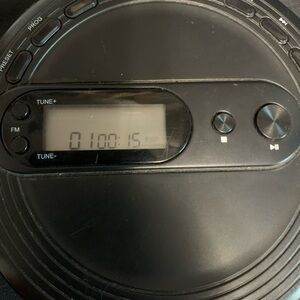 PROG
PRESET
TUNE+
FM
01 00:15
TUNE-